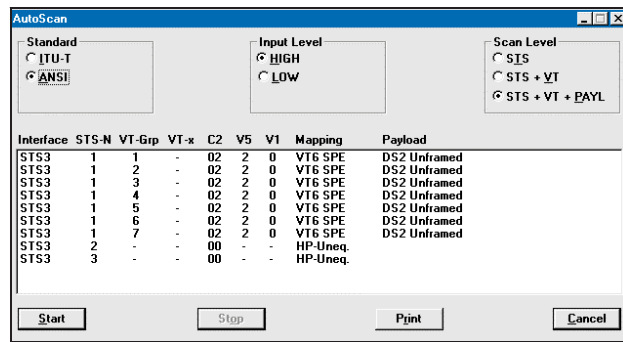 AutoScan
Standard
ITU-T
ANSI
Input Level
HIGH
LOW
Scan Level
STS
STS + VT
STS + VT + PAYL
Interface STS-N VT-Grp VT-x C2 V5 V1 Mapping Payload
STS3 1 1 - 02 2 0 VT6 SPE DS2 Unframed
STS3 1 2 - 02 2 0 VT6 SPE DS2 Unframed
STS3 1 3 - 02 2 0 VT6 SPE DS2 Unframed
STS3 1 4 - 02 2 0 VT6 SPE DS2 Unframed
STS3 1 5 - 02 2 0 VT6 SPE DS2 Unframed
STS3 1 6 - 02 2 0 VT6 SPE DS2 Unframed
STS3 1 7 - 02 2 0 VT6 SPE DS2 Unframed
STS3 2 - - 00 - - HP-Uneq.
STS3 3 - - 00 - - HP-Uneq.
Start Stop Print Cancel